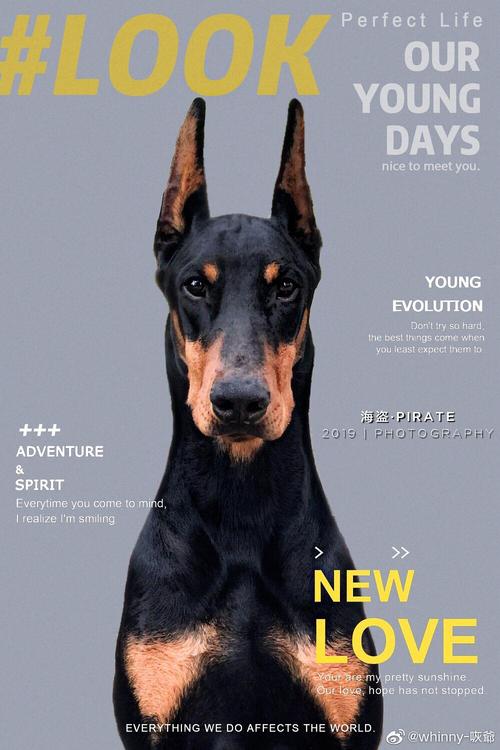 #LOOK
Perfect Life
OUR
YOUNG
DAYS
nice to meet you.
YOUNG
EVOLUTION
Don't try so hard,
the best things come when
you least expect them to
海盗·PIRATE
2019 | PHOTOGRAPHY
+++
ADVENTURE
&
SPIRIT
Everytime you come to mind,
I realize I'm smiling
> >>
NEW
LOVE
Your are my pretty sunshine.
Our love, hope has not stopped
EVERYTHING WE DO AFFECTS THE WORLD.
@whinny-咴爺